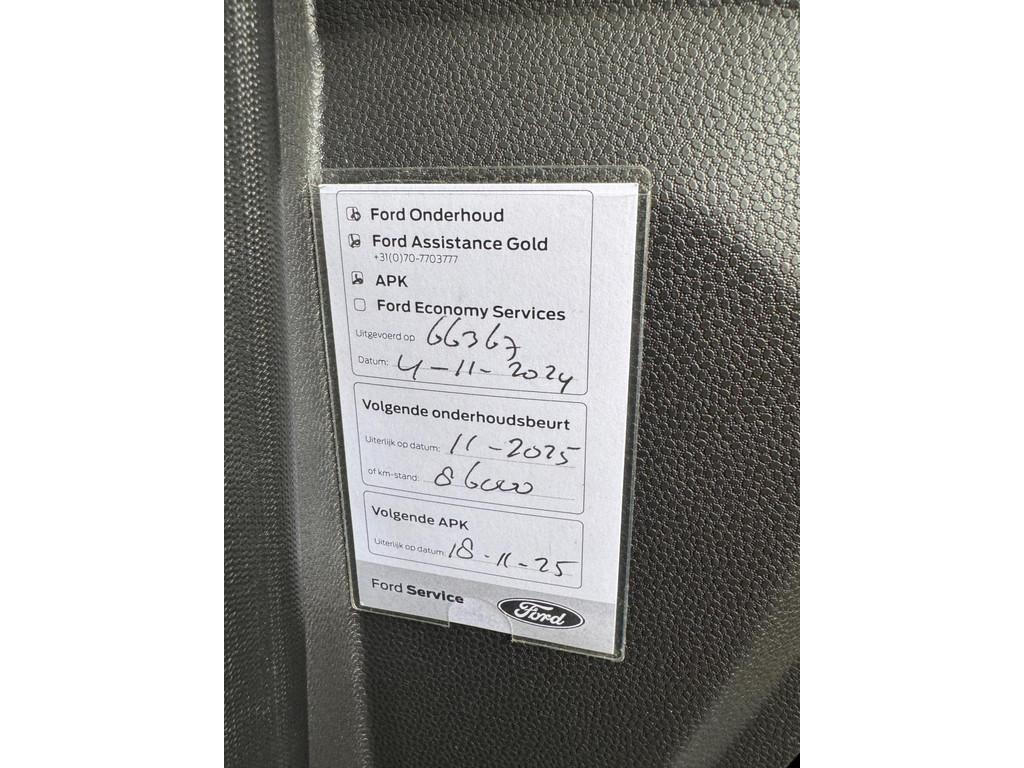 Ford Onderhoud
Ford Assistance Gold
+31(0)70-7703777
APK
Ford Economy Services
Uitgevoerd op 66367
Datum: 4-11-2024
Volgende onderhoudsbeurt
Uiterlijk op datum: 11-2025
of km-stand: 86000
Volgende APK
Uiterlijk op datum: 18-11-25
Ford Service
Ford